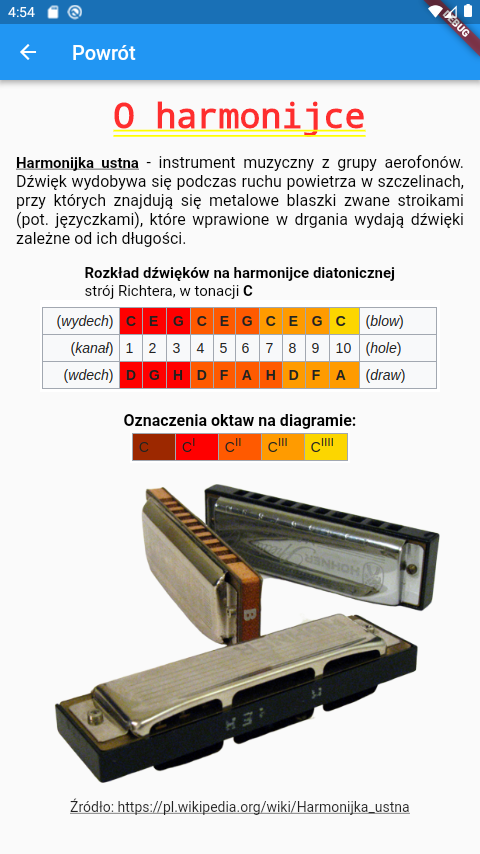 4:54
DEBUG
Powrót
O harmonijce
Harmonijka ustna - instrument muzyczny z grupy aerofonów.
Dźwięk wydobywa się podczas ruchu powietrza w szczelinach,
przy których znajdują się metalowe blaszki zwane stroikami
(pot. języczkami), które wprawione w drgania wydają dźwięki
zależne od ich długości.
Rozkład dźwięków na harmonijce diatonicznej
strój Richtera, w tonacji C
(wydech) C E G C E G C E G C (blow)
(kanał) 1 2 3 4 5 6 7 8 9 10 (hole)
(wdech) D G H D F A H D F A (draw)
Oznaczenia oktaw na diagramie:
C C^I C^II C^III C^IIII
HOHNER
B
Źródło: https://pl.wikipedia.org/wiki/Harmonijka_ustna